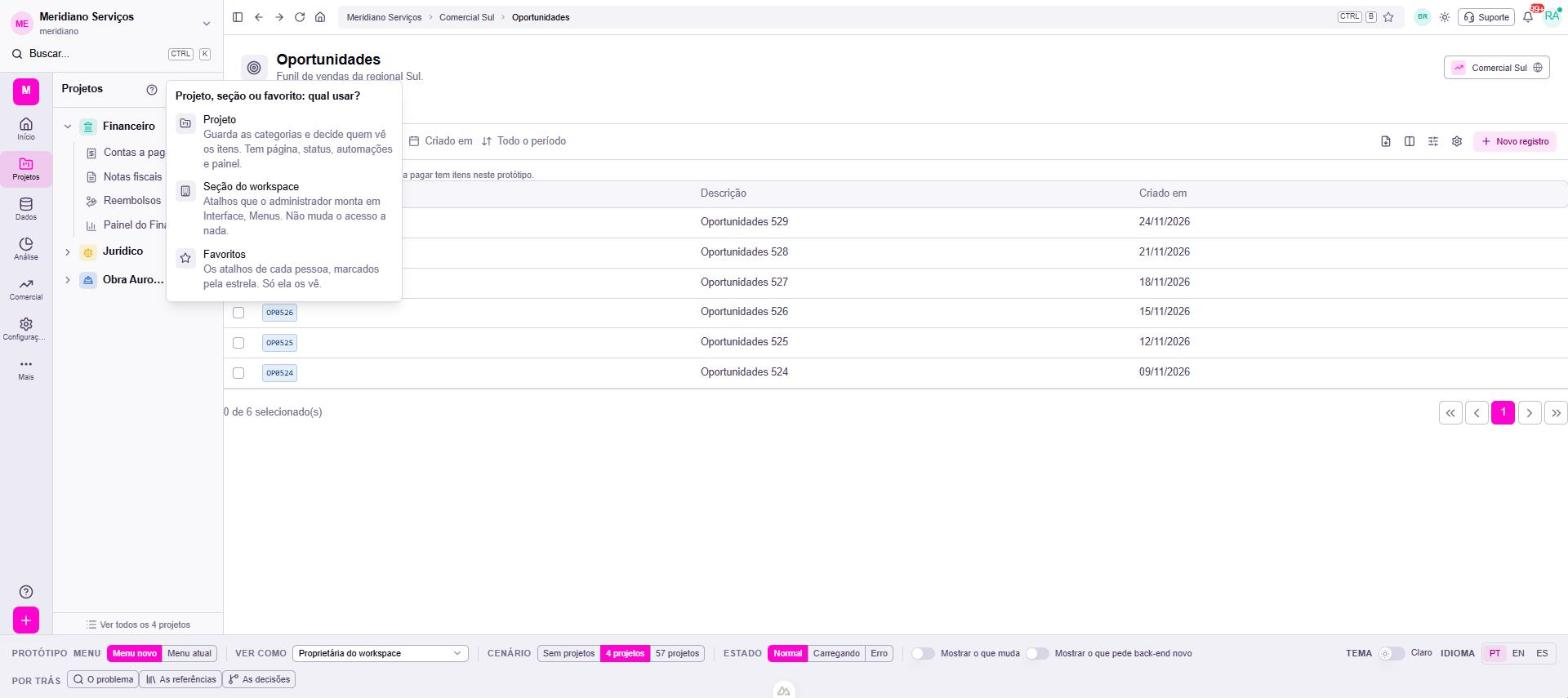 ME
Meridiano Serviços
meridiano
Buscar...
CTRL K
Meridiano Serviços
Comercial Sul
Oportunidades
CTRL B
BR
Suporte
99+
RA
M
Início
Projetos
Dados
Análise
Comercial
Configuraç...
Mais
Projetos
Financeiro
Contas a pag
Notas fiscais
Reembolsos
Painel do Fina
Jurídico
Obra Auro...
Ver todos os 4 projetos
Projeto, seção ou favorito: qual usar?
Projeto
Guarda as categorias e decide quem vê
os itens. Tem página, status, automações
e painel.
Seção do workspace
Atalhos que o administrador monta em
Interface, Menus. Não muda o acesso a
nada.
Favoritos
Os atalhos de cada pessoa, marcados
pela estrela. Só ela os vê.
Oportunidades
Funil de vendas da regional Sul.
Comercial Sul
Criado em
Todo o período
Novo registro
a pagar tem itens neste protótipo.
Descrição
Criado em
Oportunidades 529
24/11/2026
Oportunidades 528
21/11/2026
Oportunidades 527
18/11/2026
OP0526
Oportunidades 526
15/11/2026
OP0525
Oportunidades 525
12/11/2026
OP0524
Oportunidades 524
09/11/2026
0 de 6 selecionado(s)
1
PROTÓTIPO MENU Menu novo Menu atual
VER COMO Proprietária do workspace
CENÁRIO Sem projetos 4 projetos 57 projetos
ESTADO Normal Carregando Erro
Mostrar o que muda
Mostrar o que pede back-end novo
TEMA Claro
IDIOMA PT EN ES
POR TRÁS O problema As referências As decisões